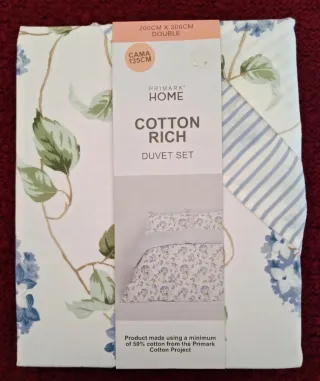 200CM X 200CM
DOUBLE
CAMA
135CM
PRIMARK
HOME
COTTON
RICH
DUVET SET
Product made using a minimum
of 50% cotton from the Primark
Cotton Project